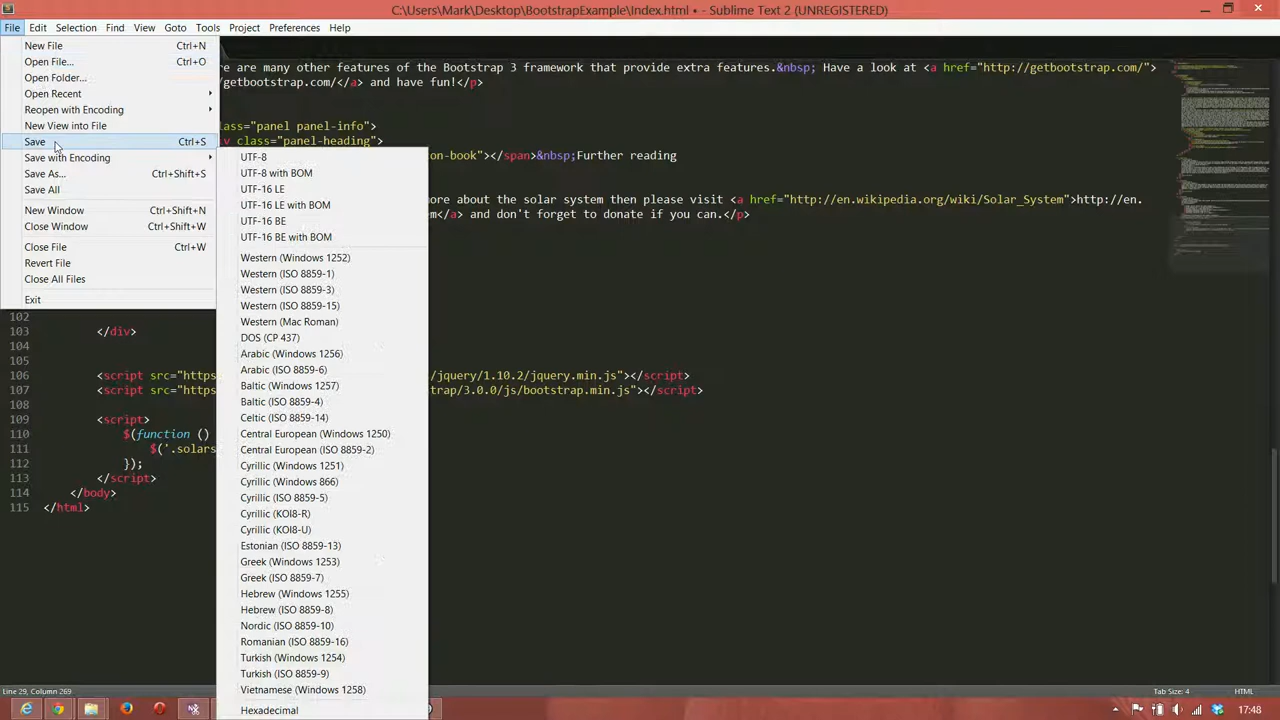 C:\Users\Mark\Desktop\BootstrapExample\Index.html • - Sublime Text 2 (UNREGISTERED)
File Edit Selection Find View Goto Tools Project Preferences Help
New File Ctrl+N
Open File... Ctrl+O
Open Folder...
Open Recent
Reopen with Encoding
New View into File
Save Ctrl+S
Save with Encoding
Save As... Ctrl+Shift+S
Save All
New Window Ctrl+Shift+N
Close Window Ctrl+Shift+W
Close File Ctrl+W
Revert File
Close All Files
Exit
UTF-8
UTF-8 with BOM
UTF-16 LE
UTF-16 LE with BOM
UTF-16 BE
UTF-16 BE with BOM
Western (Windows 1252)
Western (ISO 8859-1)
Western (ISO 8859-3)
Western (ISO 8859-15)
Western (Mac Roman)
DOS (CP 437)
Arabic (Windows 1256)
Arabic (ISO 8859-6)
Baltic (Windows 1257)
Baltic (ISO 8859-4)
Celtic (ISO 8859-14)
Central European (Windows 1250)
Central European (ISO 8859-2)
Cyrillic (Windows 1251)
Cyrillic (Windows 866)
Cyrillic (ISO 8859-5)
Cyrillic (KOI8-R)
Cyrillic (KOI8-U)
Estonian (ISO 8859-13)
Greek (Windows 1253)
Greek (ISO 8859-7)
Hebrew (Windows 1255)
Hebrew (ISO 8859-8)
Nordic (ISO 8859-10)
Romanian (ISO 8859-16)
Turkish (Windows 1254)
Turkish (ISO 8859-9)
Vietnamese (Windows 1258)
Hexadecimal
re are many other features of the Bootstrap 3 framework that provide extra features.&nbsp; Have a look at <a href="http://getbootstrap.com/">
/getbootstrap.com/</a> and have fun!</p>
lass="panel panel-info">
v class="panel-heading">
on-book"></span>&nbsp;Further reading
more about the solar system then please visit <a href="http://en.wikipedia.org/wiki/Solar_System">http://en.
em</a> and don't forget to donate if you can.</p>
102
103 </div>
104
105
106 <script src="https /jquery/1.10.2/jquery.min.js"></script>
107 <script src="https trap/3.0.0/js/bootstrap.min.js"></script>
108
109 <script>
110 $(function ()
111 $('.solars
112 });
113 </script>
114 </body>
115 </html>
Line 29, Column 269 Tab Size: 4 HTML
17:48